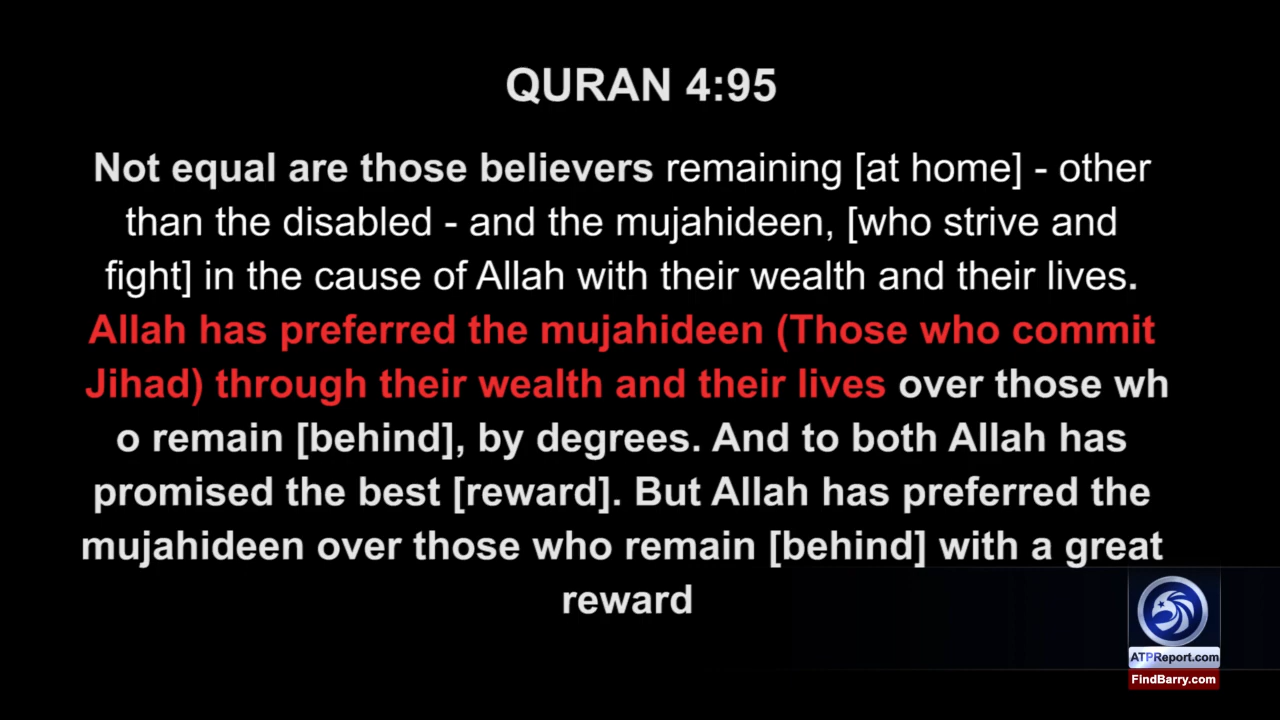 QURAN 4:95
Not equal are those believers remaining [at home] - other
than the disabled - and the mujahideen, [who strive and
fight] in the cause of Allah with their wealth and their lives.
Allah has preferred the mujahideen (Those who commit
Jihad) through their wealth and their lives over those wh
o remain [behind], by degrees. And to both Allah has
promised the best [reward]. But Allah has preferred the
mujahideen over those who remain [behind] with a great
reward
ATPReport.com
FindBarry.com